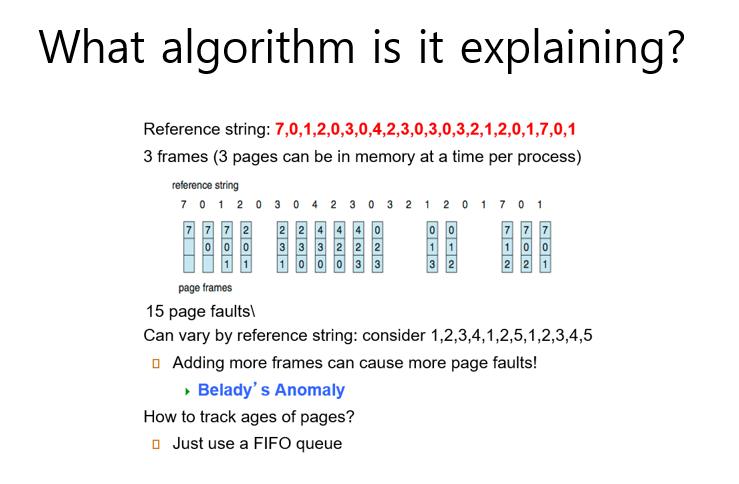 What algorithm is it explaining?
Reference string: 7,0,1,2,0,3,0,4,2,3,0,3,0,3,2,1,2,0,1,7,0,1
3 frames (3 pages can be in memory at a time per process)
reference string
7 0 1 2 0 3 0 4 2 3 0 3 2 1 2 0 1 7 0 1
7 7 7 2 2 2 4 4 4 0 0 0 7 7 7
0 0 0 3 3 3 2 2 2 1 1 1 0 0
1 1 1 0 0 0 3 3 3 2 2 2 1
page frames
15 page faults\
Can vary by reference string: consider 1,2,3,4,1,2,5,1,2,3,4,5
Adding more frames can cause more page faults!
Belady’s Anomaly
How to track ages of pages?
Just use a FIFO queue